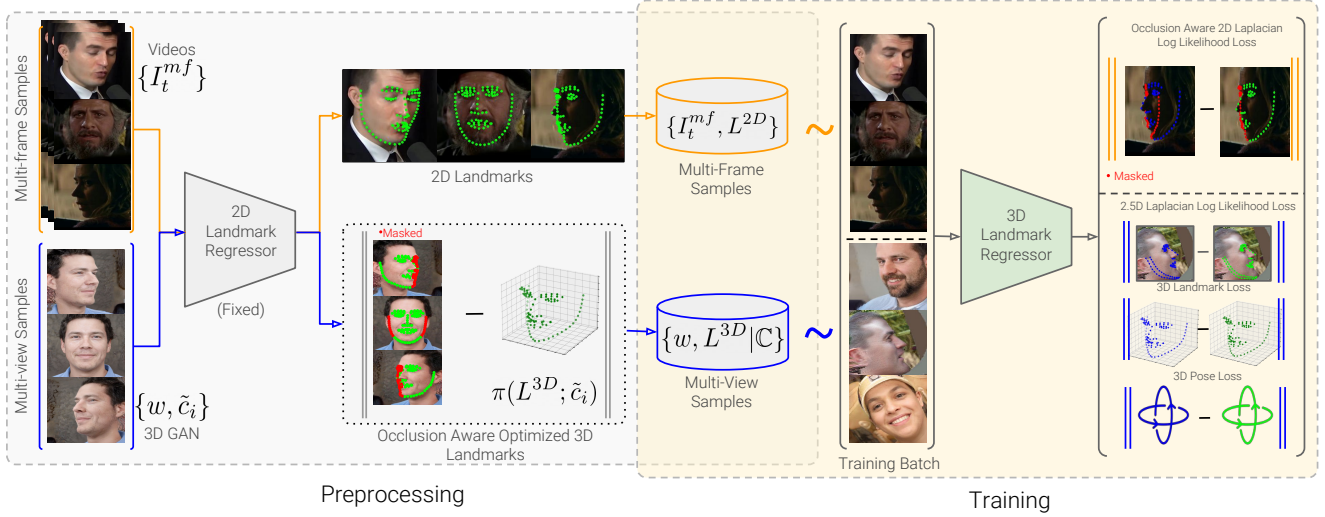 Multi-frame Samples
Videos
{I_t^{mf}}
Multi-view Samples
{w, c̃_i}
3D GAN
2D
Landmark
Regressor
(Fixed)
2D Landmarks
•Masked
−
π(L^{3D}; c̃_i)
Occlusion Aware Optimized 3D
Landmarks
Preprocessing
{I_t^{mf}, L^{2D}}
Multi-Frame
Samples
~
{w, L^{3D}|ℂ}
Multi-View
Samples
~
Training Batch
3D
Landmark
Regressor
Occlusion Aware 2D Laplacian
Log Likelihood Loss
−
• Masked
2.5D Laplacian Log Likelihood Loss
−
3D Landmark Loss
−
3D Pose Loss
−
Training